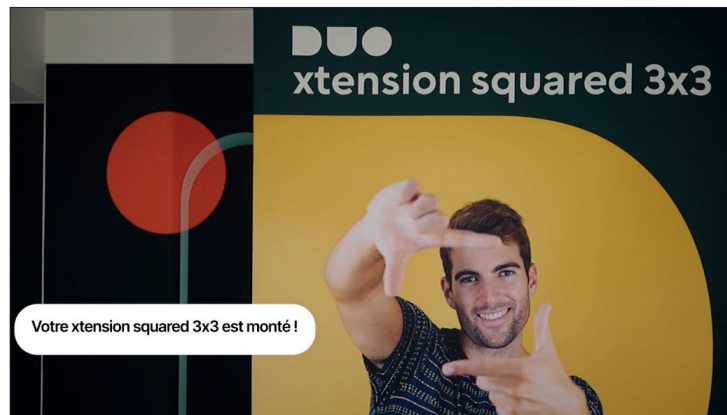 DUO
xtension squared 3x3
Votre xtension squared 3x3 est monté !